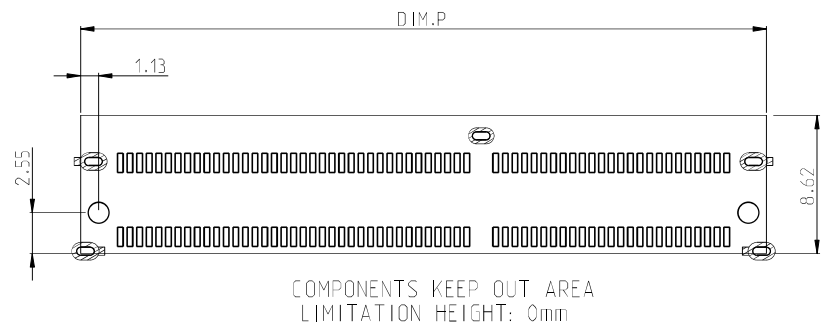 DIM.P
1.13
2.55
8.62
COMPONENTS KEEP OUT AREA
LIMITATION HEIGHT: 0mm